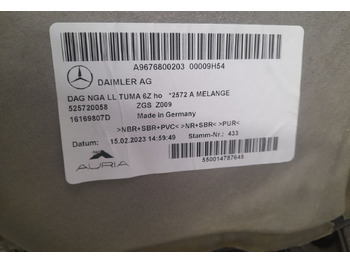 A9676800203 00009H54
DAIMLER AG
DAG NGA LL TUMA 6Z ho *2572 A MELANGE
525720058 ZGS Z009
16169807D Made in Germany
>NBR+SBR+PVC< >NR+SBR< >PUR<
Datum: 15.02.2023 14:59:49 Stamm-Nr.: 433
AURIA
550014787645